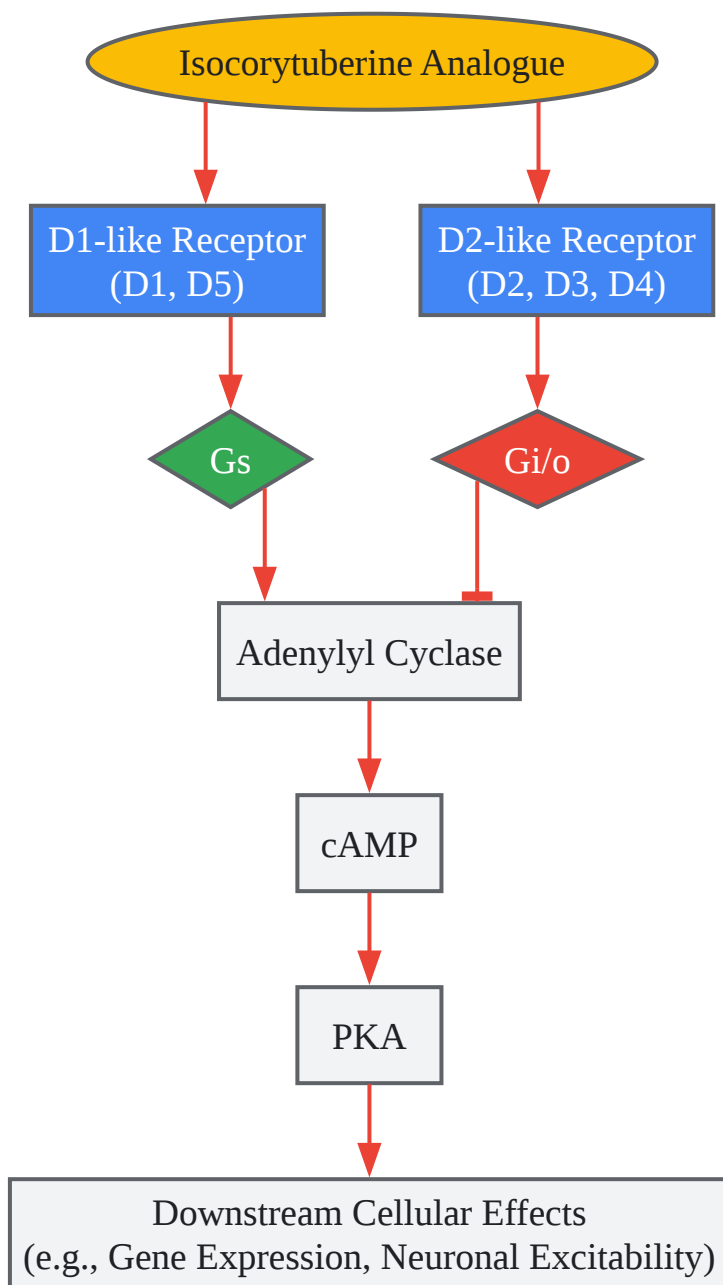 Isocorytuberine Analogue
D1-like Receptor
(D1, D5)
D2-like Receptor
(D2, D3, D4)
Gs
Gi/o
Adenylyl Cyclase
cAMP
PKA
Downstream Cellular Effects
(e.g., Gene Expression, Neuronal Excitability)